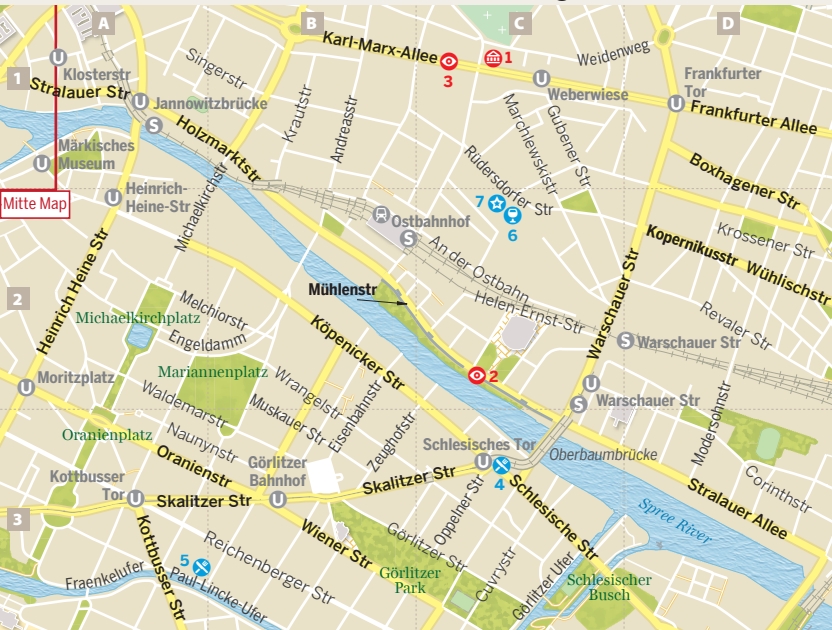 A
B
C
D
1
2
3
Karl-Marx-Allee
3
1
Weidenweg
U
Klosterstr
Singerstr
U
Weberwiese
Frankfurter
Tor
U
Frankfurter Allee
Stralauer Str
U
Jannowitzbrücke
S
Krautstr
Andreasstr
Marchlewskistr
Gubener Str
Holzmarktstr
Märkisches
Museum
U
Rüdersdorfer Str
Boxhagener Str
Mitte Map
U
Heinrich-
Heine-Str
Michaelkirchstr
7
6
Ostbahnhof
S
Krossener Str
Kopernikusstr
Wühlischstr
An der Ostbahn
Heinrich Heine Str
Mühlenstr
Helen-Ernst-Str
Warschauer Str
Revaler Str
Melchiorstr
Michaelkirchplatz
Engeldamm
Köpenicker Str
S
Warschauer Str
Mariannenplatz
Wrangelstr
2
U
Moritzplatz
U
S
Warschauer Str
Waldemarstr
Muskauer Str
Eisenbahnstr
Zeughofstr
Modersohnstr
Oranienplatz
Naunynstr
Schlesisches Tor
U
Oberbaumbrücke
Oranienstr
Görlitzer
Bahnhof
U
Kottbusser
Tor
U
Skalitzer Str
Skalitzer Str
4
Corinthstr
Stralauer Allee
Schlesische Str
Oppelner Str
Spree River
Kottbusser Str
Wiener Str
Görlitzer Str
Reichenberger Str
5
Fraenkelufer
Paul-Lincke-Ufer
Görlitzer
Park
Cuvrystr
Görlitzer Ufer
Schlesischer
Busch